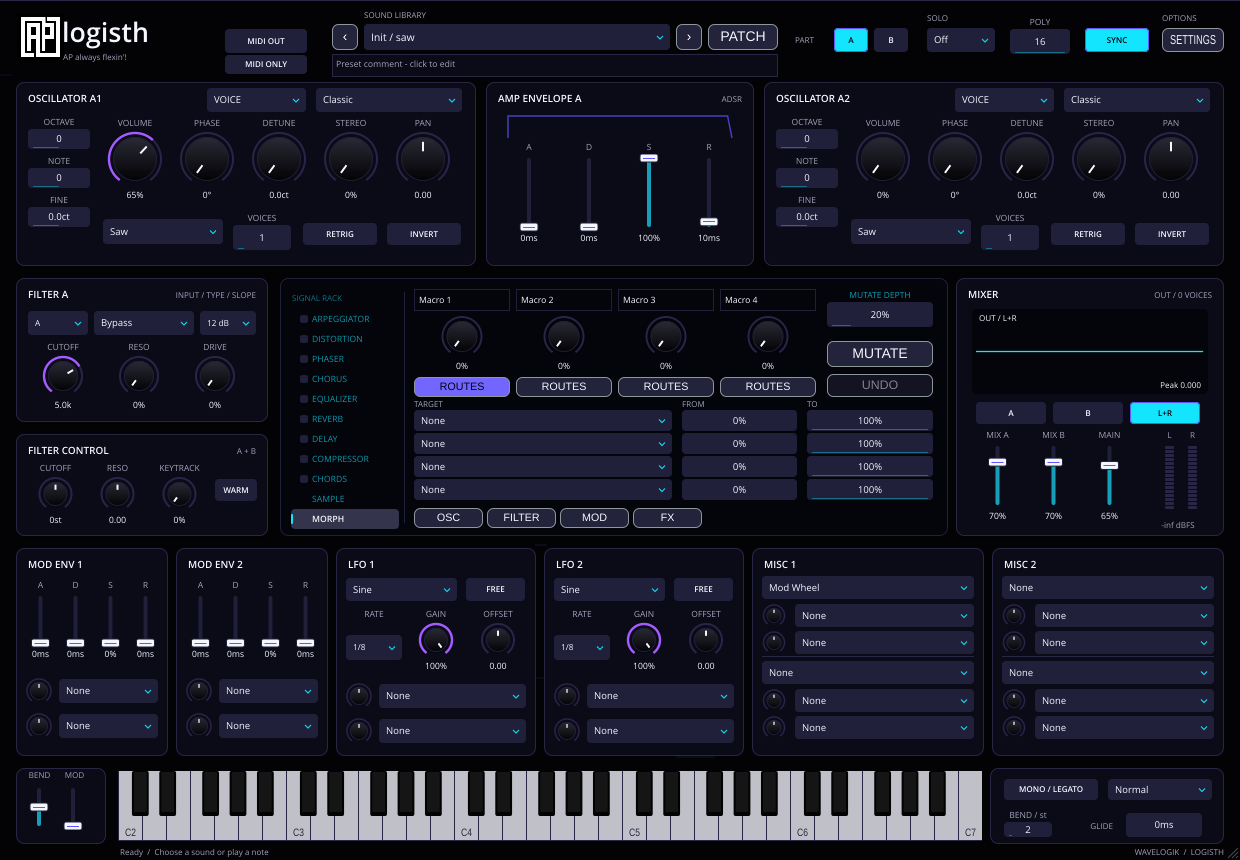 AP logisth
AP always flexin'!
MIDI OUT
MIDI ONLY
SOUND LIBRARY
‹ Init / saw › PATCH
Preset comment - click to edit
PART A B
SOLO
Off
POLY
16
SYNC
OPTIONS
SETTINGS
OSCILLATOR A1 VOICE Classic
OCTAVE VOLUME PHASE DETUNE STEREO PAN
0
NOTE
0
65% 0° 0.0ct 0% 0.00
FINE
0.0ct
VOICES
Saw 1 RETRIG INVERT
AMP ENVELOPE A ADSR
A D S R
0ms 0ms 100% 10ms
OSCILLATOR A2 VOICE Classic
OCTAVE VOLUME PHASE DETUNE STEREO PAN
0
NOTE
0
0% 0° 0.0ct 0% 0.00
FINE
0.0ct
VOICES
Saw 1 RETRIG INVERT
FILTER A INPUT / TYPE / SLOPE
A Bypass 12 dB
CUTOFF RESO DRIVE
5.0k 0% 0%
FILTER CONTROL A + B
CUTOFF RESO KEYTRACK
WARM
0st 0.00 0%
SIGNAL RACK
ARPEGGIATOR
DISTORTION
PHASER
CHORUS
EQUALIZER
REVERB
DELAY
COMPRESSOR
CHORDS
SAMPLE
MORPH
Macro 1 Macro 2 Macro 3 Macro 4
0% 0% 0% 0%
ROUTES ROUTES ROUTES ROUTES
MUTATE DEPTH
20%
MUTATE
UNDO
TARGET FROM TO
None 0% 100%
None 0% 100%
None 0% 100%
None 0% 100%
OSC FILTER MOD FX
MIXER OUT / 0 VOICES
OUT / L+R
Peak 0.000
A B L+R
MIX A MIX B MAIN L R
70% 70% 65%
-inf dBFS
MOD ENV 1
A D S R
0ms 0ms 0% 0ms
None
None
MOD ENV 2
A D S R
0ms 0ms 0% 0ms
None
None
LFO 1
Sine FREE
RATE GAIN OFFSET
1/8
100% 0.00
None
None
LFO 2
Sine FREE
RATE GAIN OFFSET
1/8
100% 0.00
None
None
MISC 1
Mod Wheel
None
None
None
None
None
MISC 2
None
None
None
None
None
None
BEND MOD
C2 C3 C4 C5 C6 C7
MONO / LEGATO Normal
BEND / st
2
GLIDE 0ms
Ready / Choose a sound or play a note
WAVELOGIK / LOGISTH